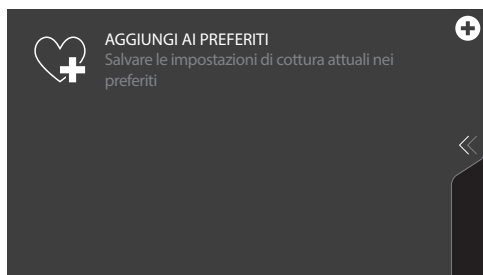 AGGIUNGI AI PREFERITI
Salvare le impostazioni di cottura attuali nei
preferiti